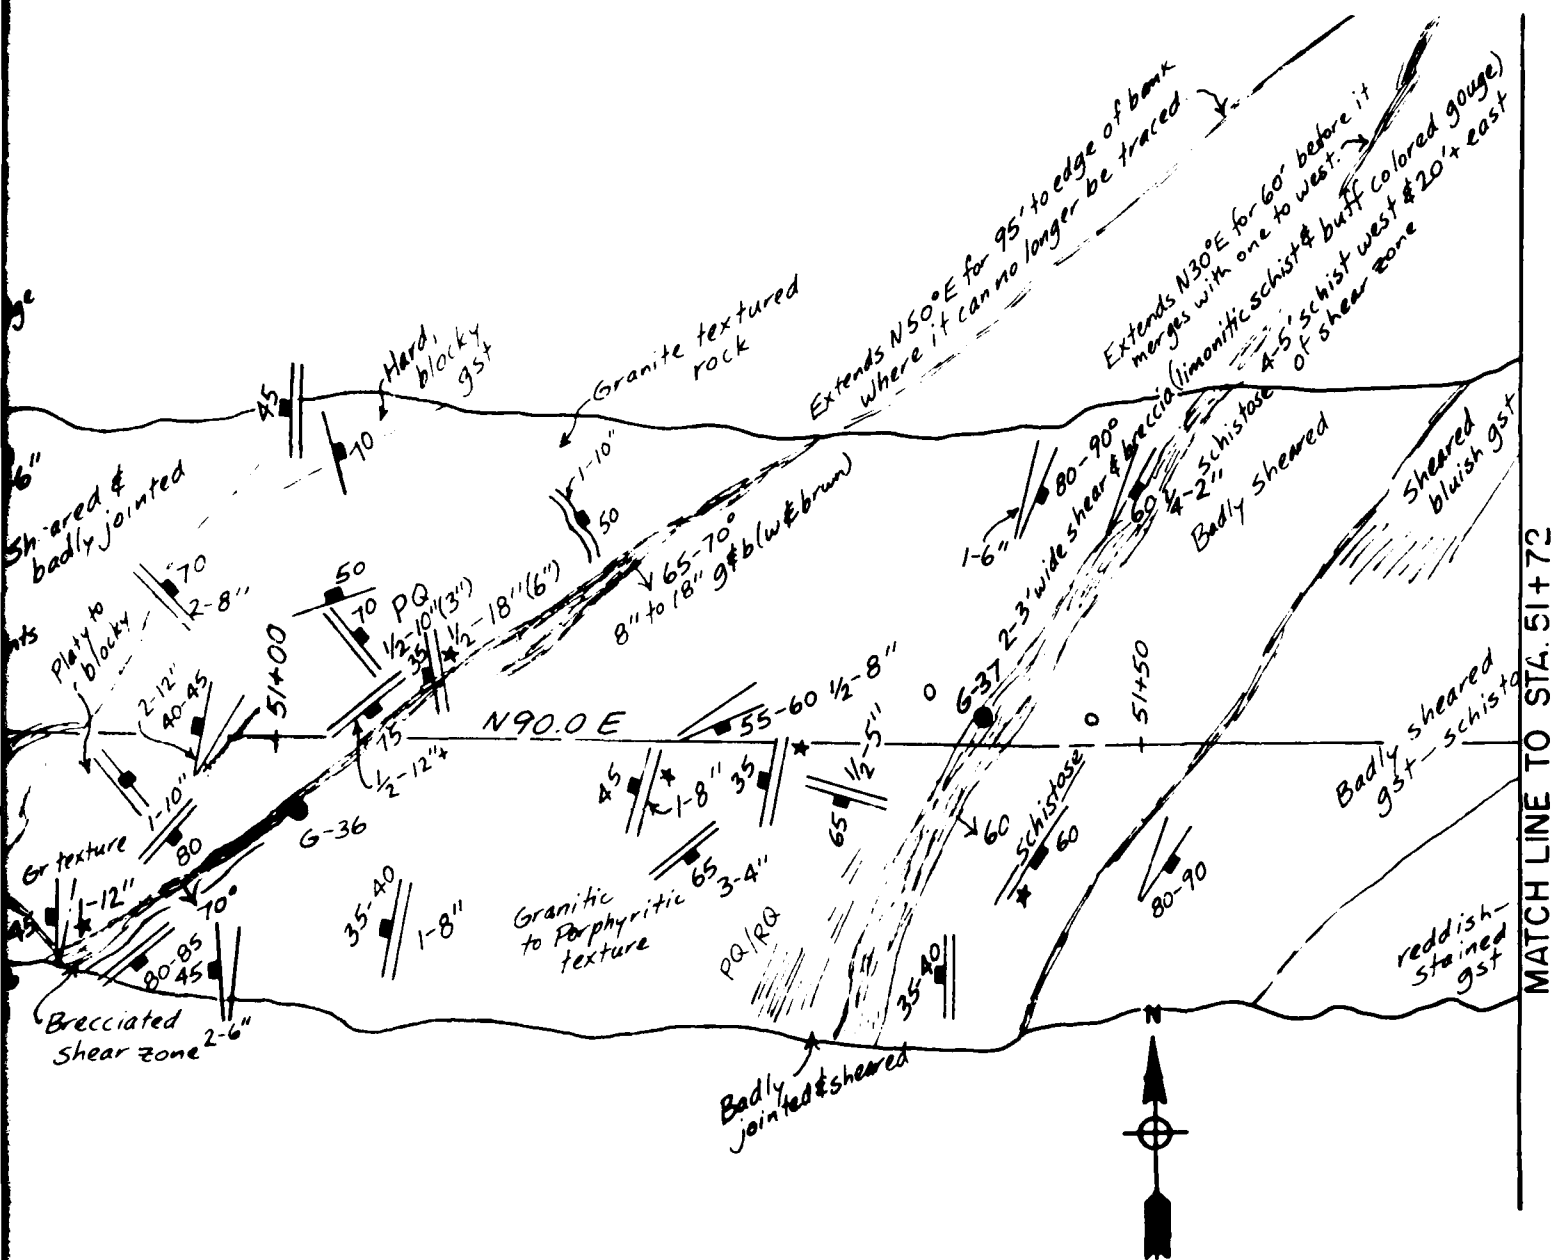 Extends N50°E for 95' to edge of bank
where it can no longer be traced
Extends N30°E for 60' before it
merges with one to west.
2-3' wide shear & breccia (limonitic schist & buff colored gouge)
4-5' schist west & 20'+ east
of shear zone
ge
Hard,
blocky
gst
Granite textured
rock
45
70
6"
Sheared &
badly jointed
1-10"
50
65-70°
8" to 18" g & b (w & brwn)
80-90°
1-6"
60
schistose
1/4-2"
Badly sheared
Sheared
bluish gst
nts
Platy to
blocky
70
2-8"
50
70
PQ
1/2-10" (3")
35
1/2-18" (6")
2-12"
40-45
51+00
N90.0 E
75
1/2-12"+
55-60 1/2-8"
G-37
51+50
Badly sheared
gst-schist
1-10"
80
G-36
45
1-8"
35
1/2-5"
65
60
schistose
60
80-90
Gr texture
1-12"
45
70°
80-85
45
2-6"
35-40
1-8"
65
3-4"
Granitic
to Porphyritic
texture
PQ/RQ
35-40
reddish-
stained
gst
Brecciated
shear zone
Badly
jointed & sheared
N
MATCH LINE TO STA. 51+72